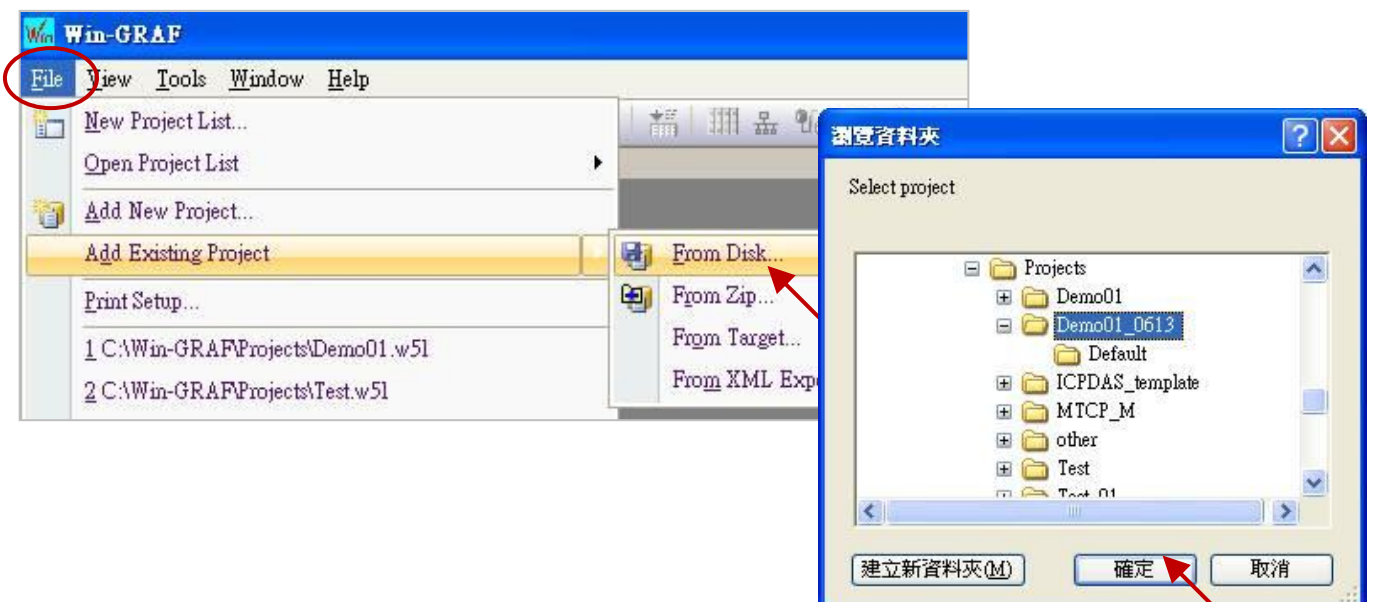 Win-GRAF
File View Tools Window Help
New Project List...
Open Project List
Add New Project...
Add Existing Project
Print Setup...
1 C:\Win-GRAF\Projects\Demo01.w5l
2 C:\Win-GRAF\Projects\Test.w5l
From Disk...
From Zip...
From Target...
From XML
瀏覽資料夾
Select project
Projects
Demo01
Demo01_0613
Default
ICPDAS_template
MTCP_M
other
Test
Test_01
建立新資料夾(M) 確定 取消